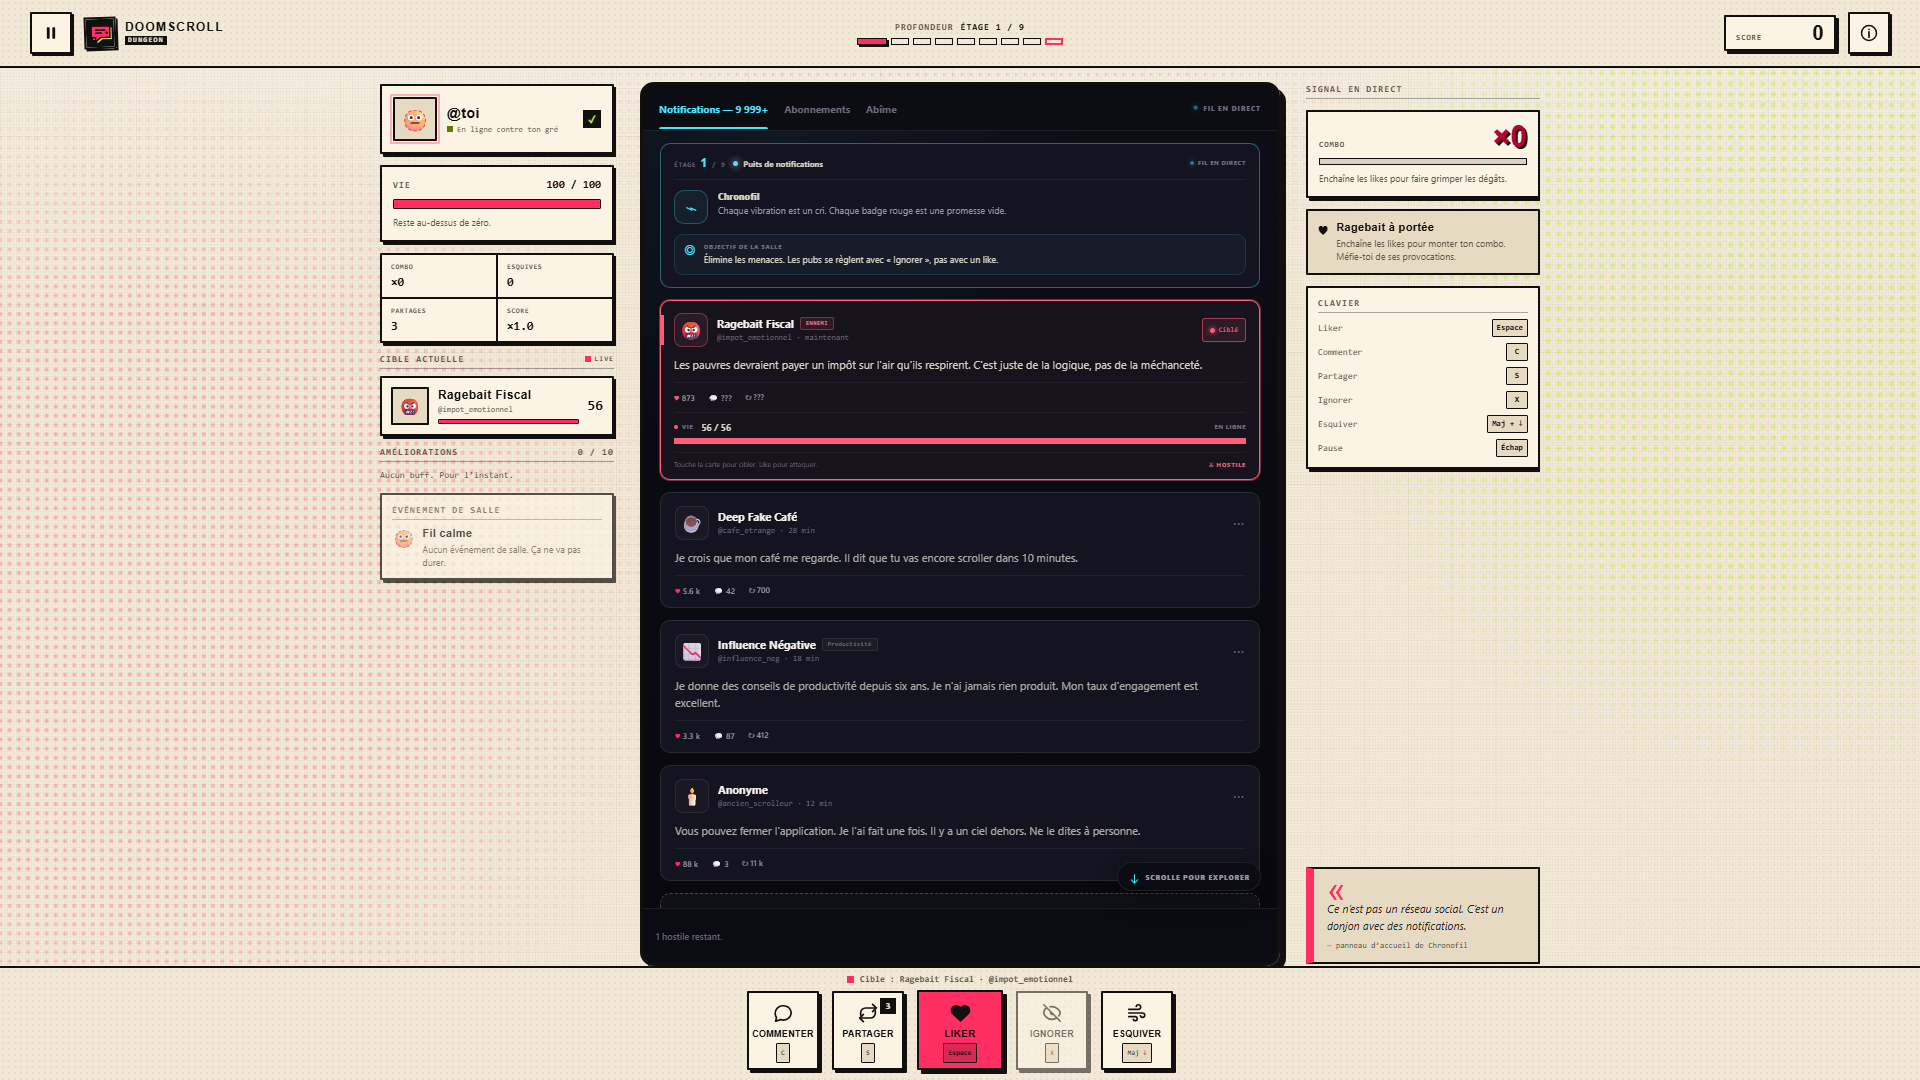 DOOMSCROLL
DUNGEON
PROFONDEUR ÉTAGE 1 / 9
SCORE 0
@toi
En ligne contre ton gré
VIE 100 / 100
Reste au-dessus de zéro.
COMBO
×0
ESQUIVES
0
PARTAGES
3
SCORE
×1.0
CIBLE ACTUELLE
LIVE
Ragebait Fiscal
@impot_emotionnel
56
AMÉLIORATIONS 0 / 10
Aucun buff. Pour l’instant.
ÉVÉNEMENT DE SALLE
Fil calme
Aucun événement de salle. Ça ne va pas
durer.
Notifications — 9 999+ Abonnements Abîme
FIL EN DIRECT
ÉTAGE 1 / 9 Puits de notifications
FIL EN DIRECT
Chronofil
Chaque vibration est un cri. Chaque badge rouge est une promesse vide.
OBJECTIF DE LA SALLE
Élimine les menaces. Les pubs se règlent avec « Ignorer », pas avec un like.
Ragebait Fiscal ENNEMI
@impot_emotionnel · maintenant
Ciblé
Les pauvres devraient payer un impôt sur l’air qu’ils respirent. C’est juste de la logique, pas de la méchanceté.
873 ??? ???
VIE 56 / 56
EN LIGNE
Touche la carte pour cibler. Like pour attaquer.
HOSTILE
Deep Fake Café
@cafe_etrange · 28 min
Je crois que mon café me regarde. Il dit que tu vas encore scroller dans 10 minutes.
5.6 k 42 700
Influence Négative Productivité
@influence_neg · 18 min
Je donne des conseils de productivité depuis six ans. Je n’ai jamais rien produit. Mon taux d’engagement est
excellent.
3.3 k 87 412
Anonyme
@ancien_scrolleur · 12 min
Vous pouvez fermer l’application. Je l’ai fait une fois. Il y a un ciel dehors. Ne le dites à personne.
88 k 3 11 k
SCROLLE POUR EXPLORER
1 hostile restant.
SIGNAL EN DIRECT
COMBO ×0
Enchaîne les likes pour faire grimper les dégâts.
Ragebait à portée
Enchaîne les likes pour monter ton combo.
Méfie-toi de ses provocations.
CLAVIER
Liker Espace
Commenter C
Partager S
Ignorer X
Esquiver Maj + ↓
Pause Échap
«
Ce n’est pas un réseau social. C’est un
donjon avec des notifications.
— panneau d’accueil de Chronofil
Cible : Ragebait Fiscal · @impot_emotionnel
COMMENTER
C
3
PARTAGER
S
LIKER
Espace
IGNORER
X
ESQUIVER
Maj ↓